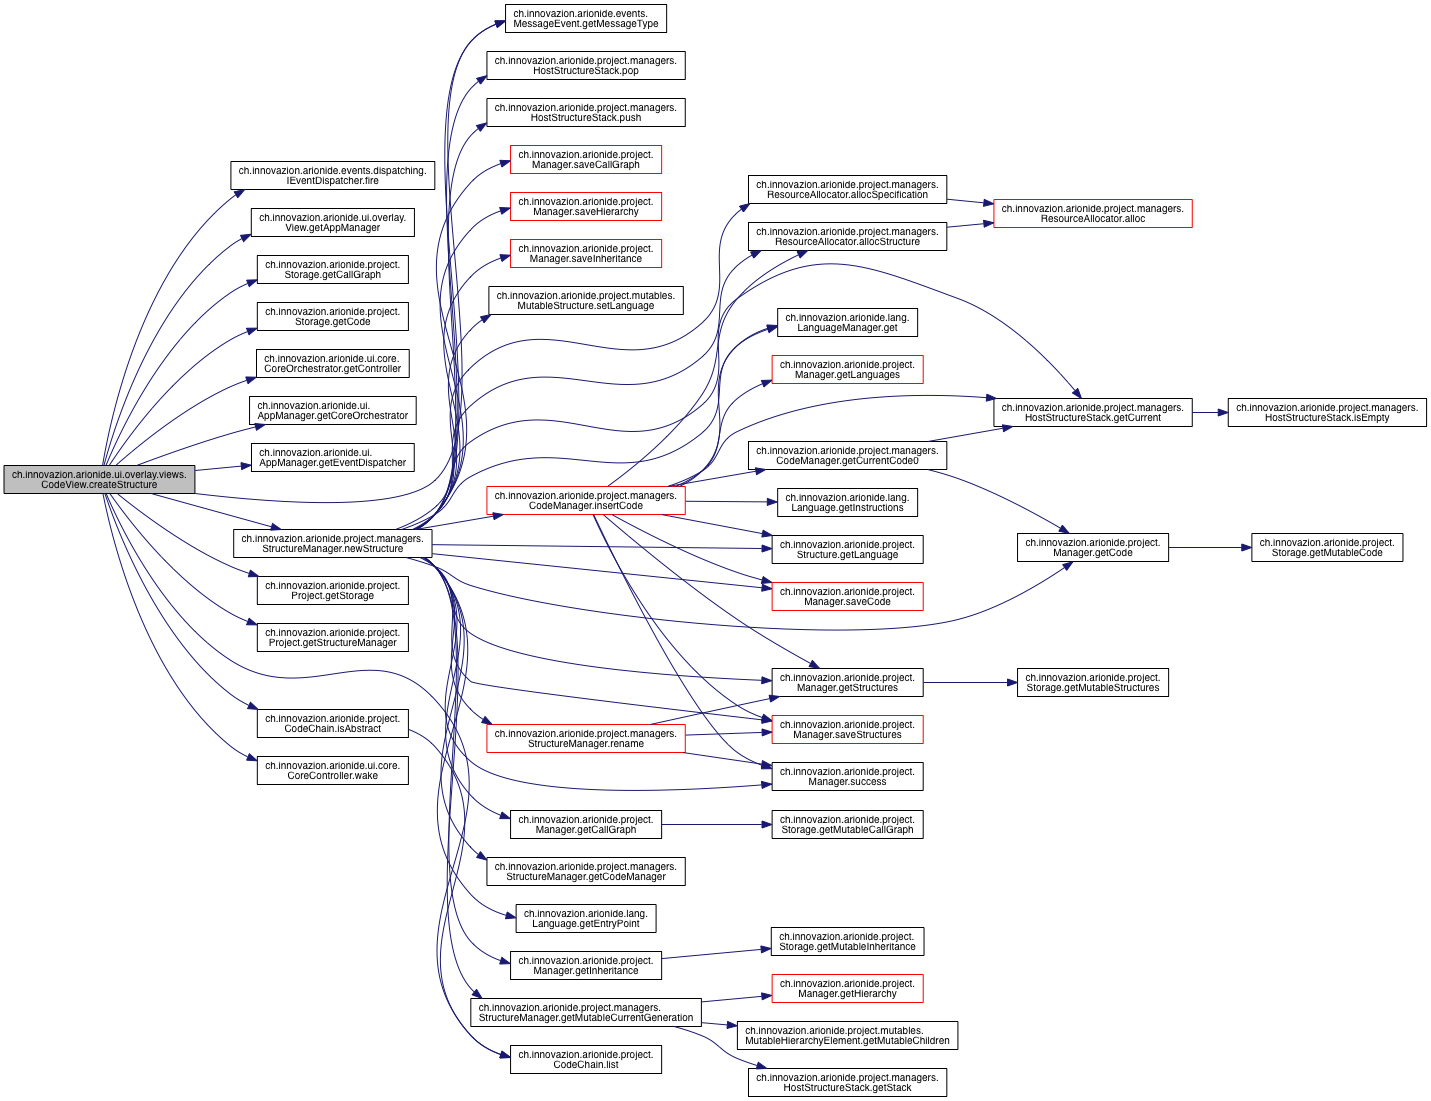 ch.innovazion.arionide.ui.overlay.views.
CodeView.createStructure
ch.innovazion.arionide.events.dispatching.
IEventDispatcher.fire
ch.innovazion.arionide.ui.overlay.
View.getAppManager
ch.innovazion.arionide.project.
Storage.getCallGraph
ch.innovazion.arionide.project.
Storage.getCode
ch.innovazion.arionide.ui.core.
CoreOrchestrator.getController
ch.innovazion.arionide.ui.
AppManager.getCoreOrchestrator
ch.innovazion.arionide.ui.
AppManager.getEventDispatcher
ch.innovazion.arionide.project.managers.
StructureManager.newStructure
ch.innovazion.arionide.project.
Project.getStorage
ch.innovazion.arionide.project.
Project.getStructureManager
ch.innovazion.arionide.project.
CodeChain.isAbstract
ch.innovazion.arionide.ui.core.
CoreController.wake
ch.innovazion.arionide.events.
MessageEvent.getMessageType
ch.innovazion.arionide.project.managers.
HostStructureStack.pop
ch.innovazion.arionide.project.managers.
HostStructureStack.push
ch.innovazion.arionide.project.
Manager.saveCallGraph
ch.innovazion.arionide.project.
Manager.saveHierarchy
ch.innovazion.arionide.project.
Manager.saveInheritance
ch.innovazion.arionide.project.mutables.
MutableStructure.setLanguage
ch.innovazion.arionide.project.managers.
CodeManager.insertCode
ch.innovazion.arionide.project.managers.
StructureManager.rename
ch.innovazion.arionide.project.
Manager.getCallGraph
ch.innovazion.arionide.project.managers.
StructureManager.getCodeManager
ch.innovazion.arionide.lang.
Language.getEntryPoint
ch.innovazion.arionide.project.
Manager.getInheritance
ch.innovazion.arionide.project.managers.
StructureManager.getMutableCurrentGeneration
ch.innovazion.arionide.project.
CodeChain.list
ch.innovazion.arionide.project.managers.
ResourceAllocator.allocSpecification
ch.innovazion.arionide.project.managers.
ResourceAllocator.allocStructure
ch.innovazion.arionide.lang.
LanguageManager.get
ch.innovazion.arionide.project.
Manager.getLanguages
ch.innovazion.arionide.project.managers.
CodeManager.getCurrentCode0
ch.innovazion.arionide.lang.
Language.getInstructions
ch.innovazion.arionide.project.
Structure.getLanguage
ch.innovazion.arionide.project.
Manager.saveCode
ch.innovazion.arionide.project.
Manager.getStructures
ch.innovazion.arionide.project.
Manager.saveStructures
ch.innovazion.arionide.project.
Manager.success
ch.innovazion.arionide.project.
Storage.getMutableCallGraph
ch.innovazion.arionide.project.
Storage.getMutableInheritance
ch.innovazion.arionide.project.
Manager.getHierarchy
ch.innovazion.arionide.project.mutables.
MutableHierarchyElement.getMutableChildren
ch.innovazion.arionide.project.managers.
HostStructureStack.getStack
ch.innovazion.arionide.project.managers.
ResourceAllocator.alloc
ch.innovazion.arionide.project.managers.
HostStructureStack.getCurrent
ch.innovazion.arionide.project.
Manager.getCode
ch.innovazion.arionide.project.
Storage.getMutableStructures
ch.innovazion.arionide.project.managers.
HostStructureStack.isEmpty
ch.innovazion.arionide.project.
Storage.getMutableCode